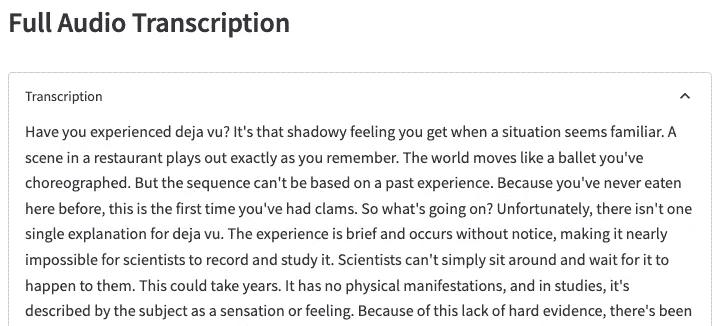 Full Audio Transcription
Transcription
Have you experienced deja vu? It's that shadowy feeling you get when a situation seems familiar. A
scene in a restaurant plays out exactly as you remember. The world moves like a ballet you've
choreographed. But the sequence can't be based on a past experience. Because you've never eaten
here before, this is the first time you've had clams. So what's going on? Unfortunately, there isn't one
single explanation for deja vu. The experience is brief and occurs without notice, making it nearly
impossible for scientists to record and study it. Scientists can't simply sit around and wait for it to
happen to them. This could take years. It has no physical manifestations, and in studies, it's
described by the subject as a sensation or feeling. Because of this lack of hard evidence, there's been